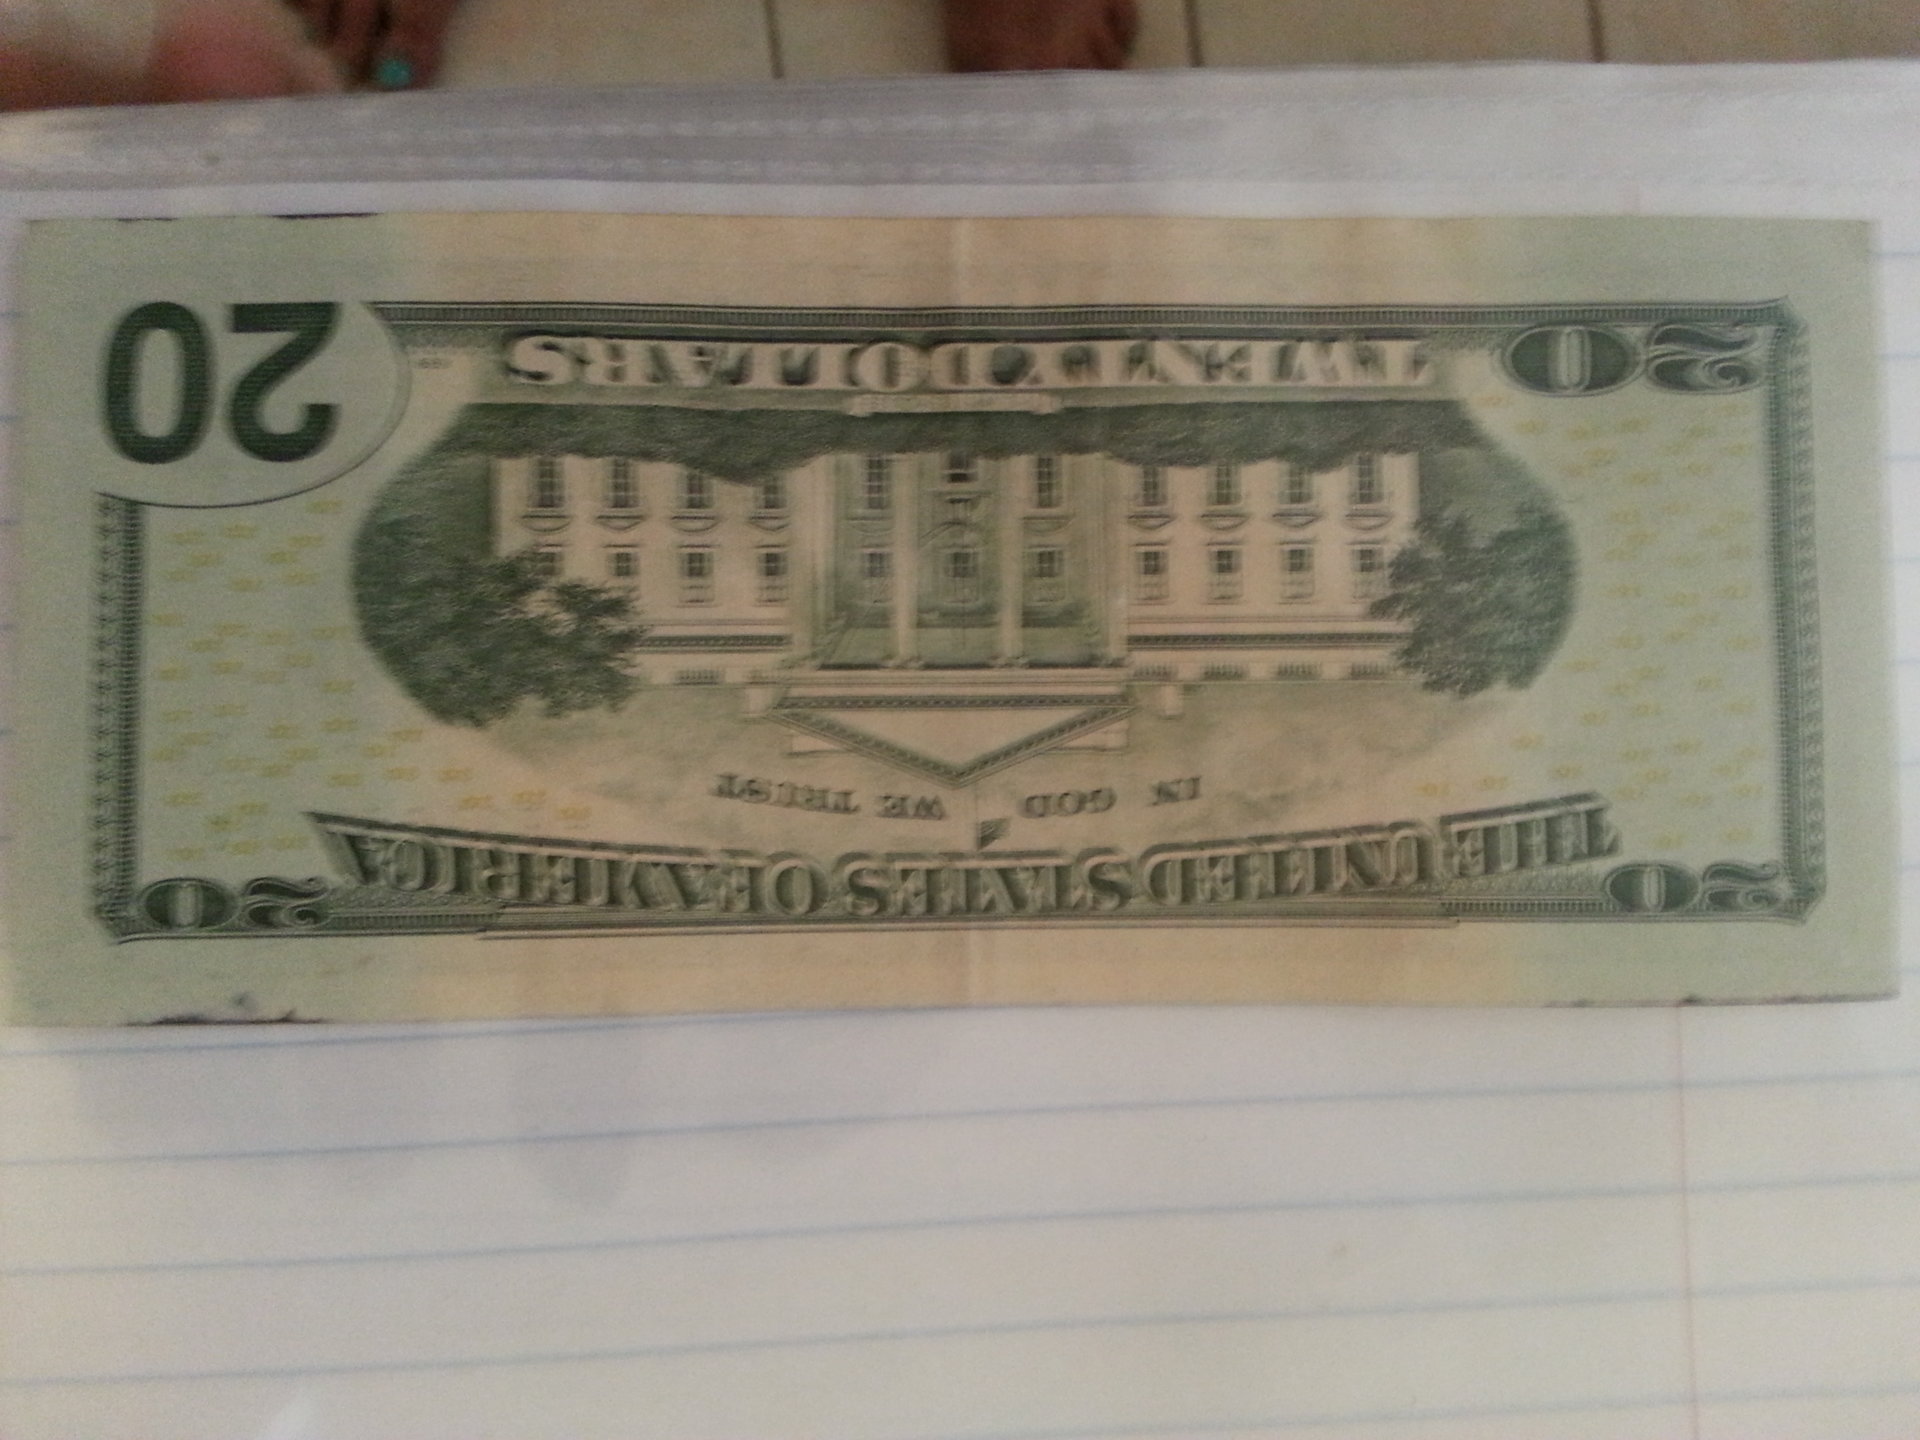 THE UNITED STATES OF AMERICA
20
20
IN GOD WE TRUST
TWENTY DOLLARS
20
20